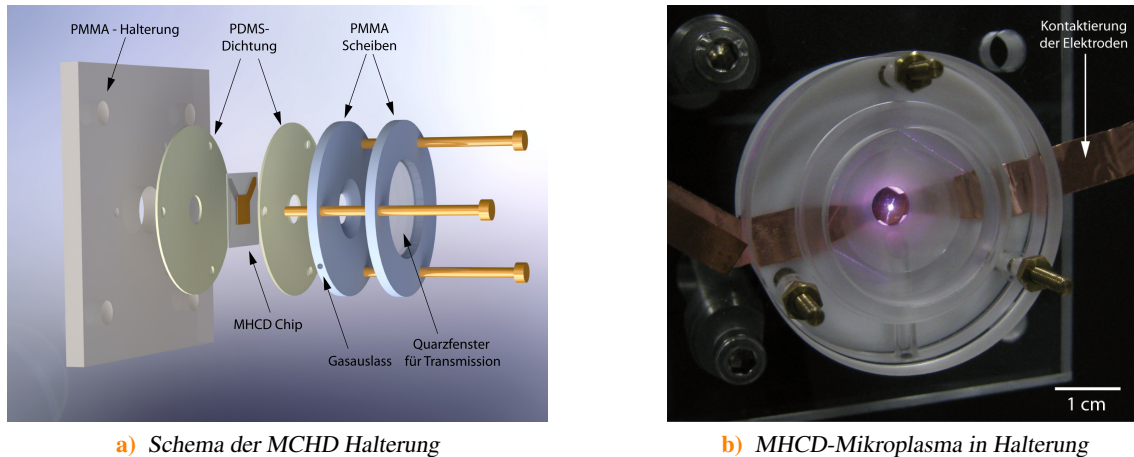 PMMA - Halterung
PDMS-
Dichtung
PMMA
Scheiben
MHCD Chip
Gasauslass
Quarzfenster
für Transmission
a) Schema der MCHD Halterung
Kontaktierung
der Elektroden
1 cm
b) MHCD-Mikroplasma in Halterung